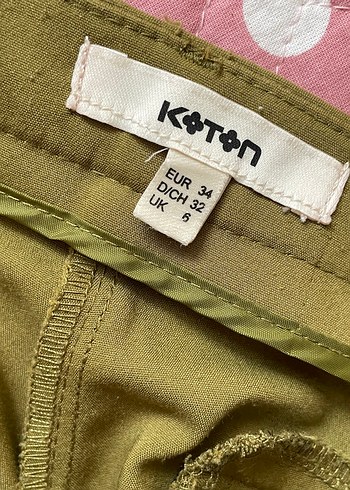 KOTON
EUR 34
D/CH 32
UK 6